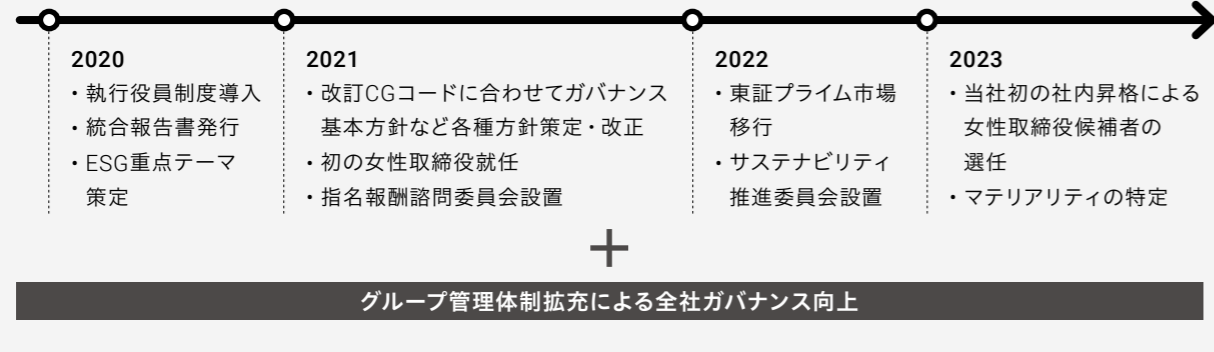 2020
・執行役員制度導入
・統合報告書発行
・ESG重点テーマ
策定
2021
・改訂CGコードに合わせてガバナンス
基本方針など各種方針策定・改正
・初の女性取締役就任
・指名報酬諮問委員会設置
2022
・東証プライム市場
移行
・サステナビリティ
推進委員会設置
2023
・当社初の社内昇格による
女性取締役候補者の
選任
・マテリアリティの特定
+
グループ管理体制拡充による全社ガバナンス向上